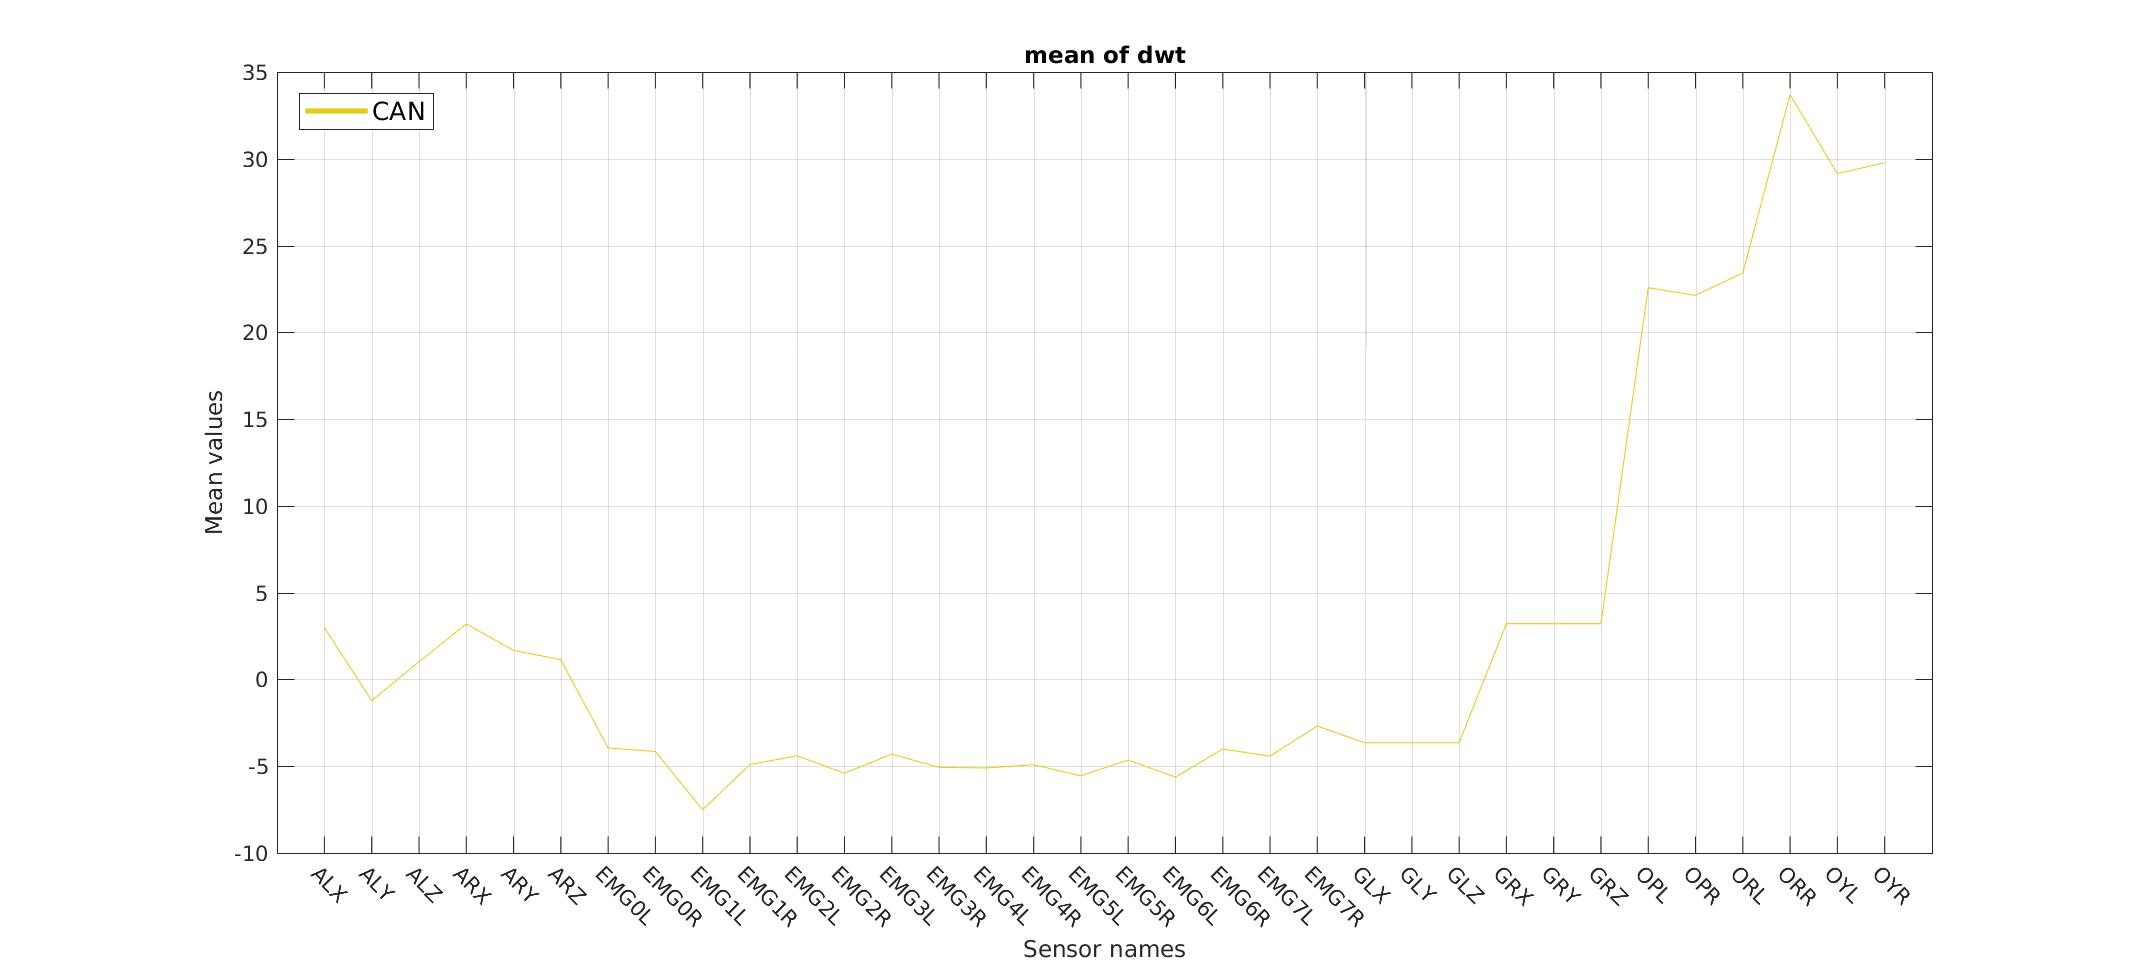 mean of dwt
CAN
35
30
25
20
15
10
5
0
-5
-10
Mean values
ALX
ALY
ALZ
ARX
ARY
ARZ
EMG0L
EMG0R
EMG1L
EMG1R
EMG2L
EMG2R
EMG3L
EMG3R
EMG4L
EMG4R
EMG5L
EMG5R
EMG6L
EMG6R
EMG7L
EMG7R
GLX
GLY
GLZ
GRX
GRY
GRZ
OPL
OPR
ORL
ORR
OYL
OYR
Sensor names